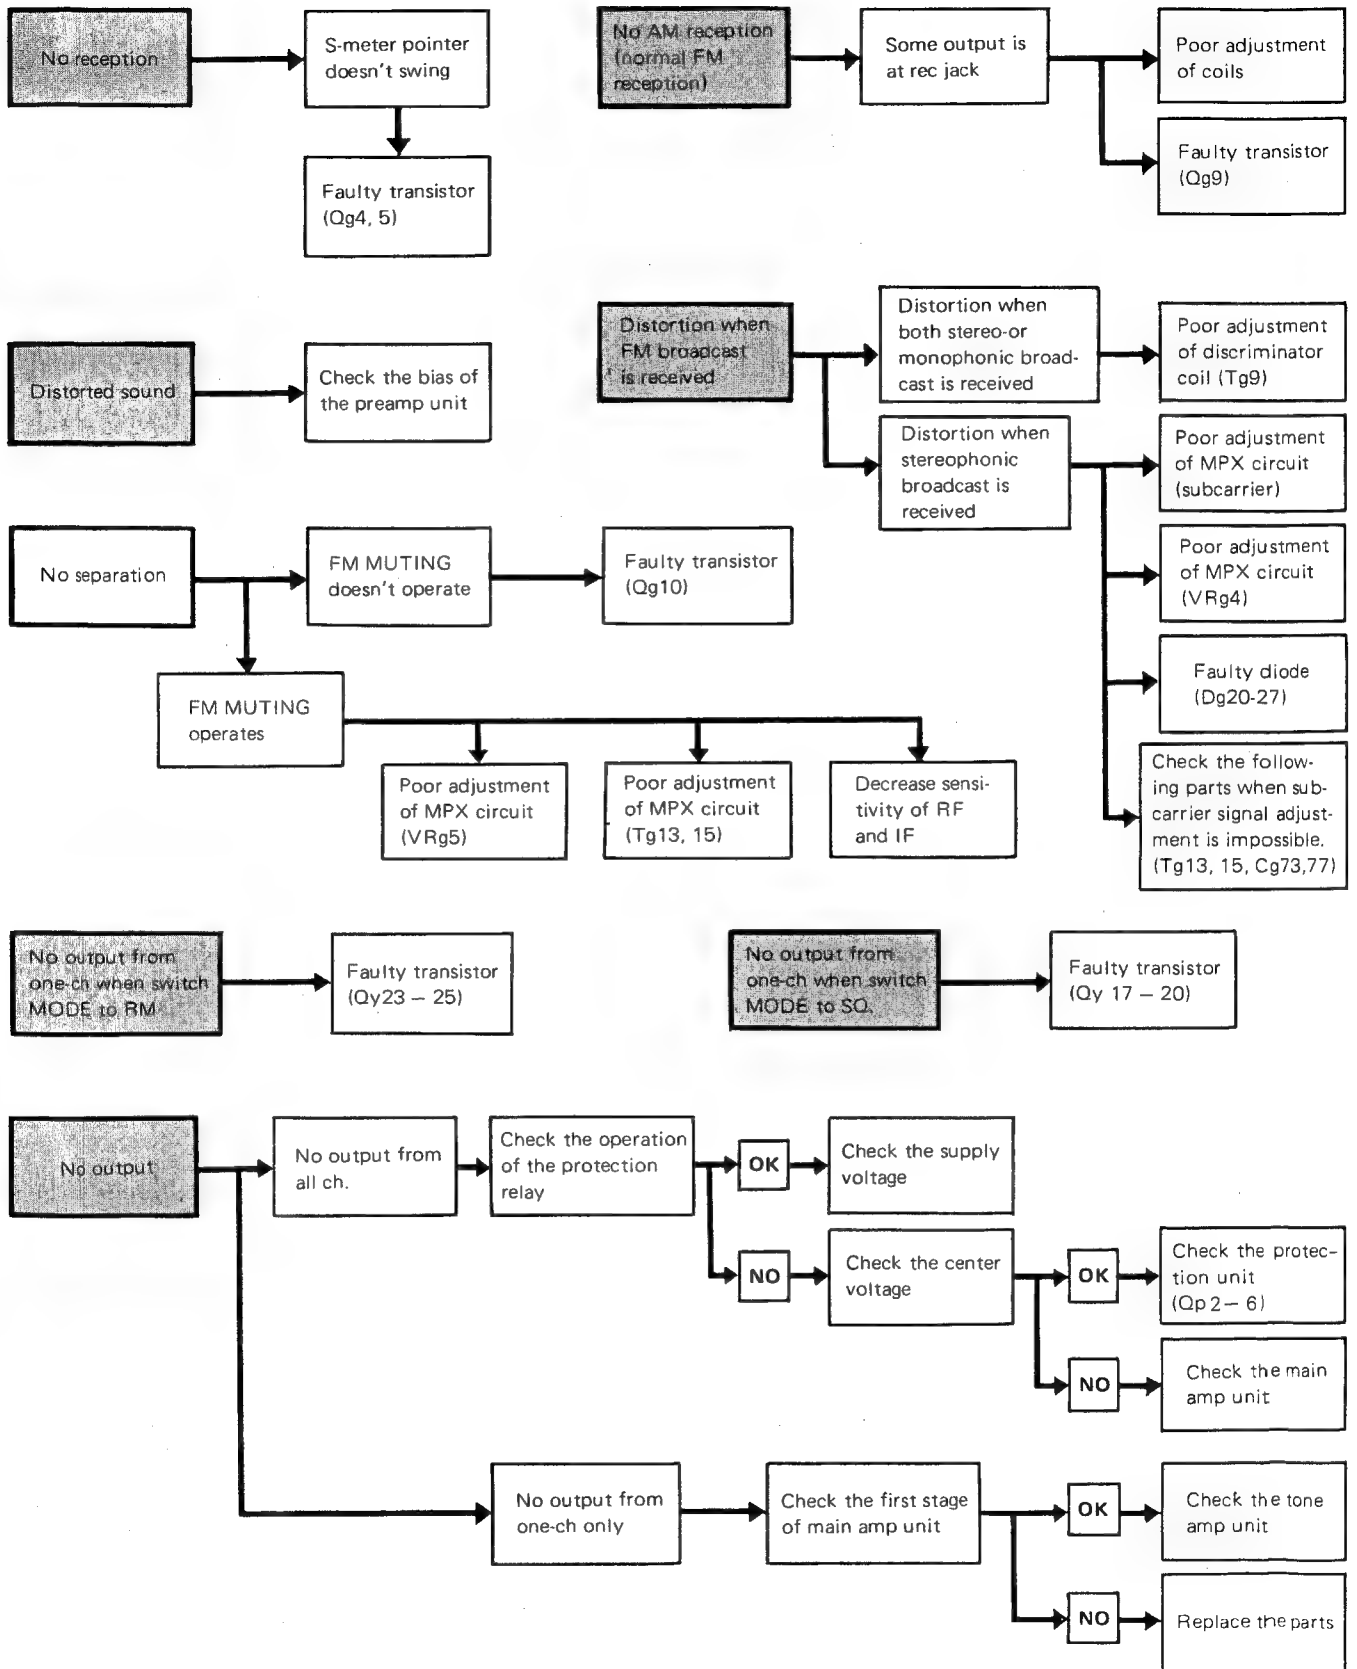 No reception
S-meter pointer
doesn't swing
Faulty transistor
(Qg4, 5)
No AM reception
(normal FM
reception)
Some output is
at rec jack
Poor adjustment
of coils
Faulty transistor
(Qg9)
Distorted sound
Check the bias of
the preamp unit
Distortion when
FM broadcast
is received
Distortion when
both stereo-or
monophonic broad-
cast is received
Poor adjustment
of discriminator
coil (Tg9)
Distortion when
stereophonic
broadcast is
received
Poor adjustment
of MPX circuit
(subcarrier)
Poor adjustment
of MPX circuit
(VRg4)
Faulty diode
(Dg20-27)
Check the follow-
ing parts when sub-
carrier signal adjust-
ment is impossible.
(Tg13, 15, Cg73,77)
No separation
FM MUTING
doesn't operate
Faulty transistor
(Qg10)
FM MUTING
operates
Poor adjustment
of MPX circuit
(VRg5)
Poor adjustment
of MPX circuit
(Tg13, 15)
Decrease sensi-
tivity of RF
and IF
No output from
one-ch when switch
MODE to RM
Faulty transistor
(Qy23 – 25)
No output from
one-ch when switch
MODE to SQ.
Faulty transistor
(Qy 17 – 20)
No output
No output from
all ch.
Check the operation
of the protection
relay
OK
Check the supply
voltage
NO
Check the center
voltage
OK
Check the protec-
tion unit
(Qp 2 – 6)
NO
Check the main
amp unit
No output from
one-ch only
Check the first stage
of main amp unit
OK
Check the tone
amp unit
NO
Replace the parts